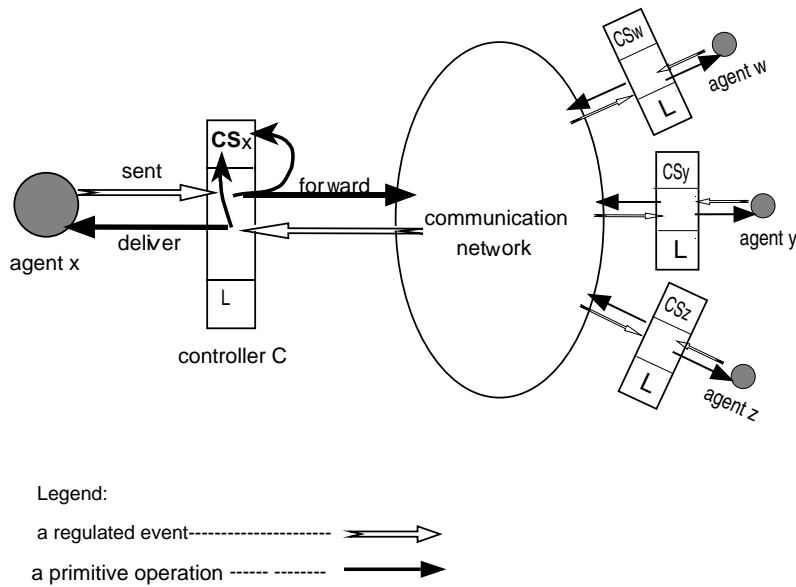 CSw
agent w
L
CSx
sent
forward
CSy
communication
network
deliver
agent y
agent x
L
L
CSz
controller C
L
agent z
Legend:
a regulated event----------------------
a primitive operation ------ --------